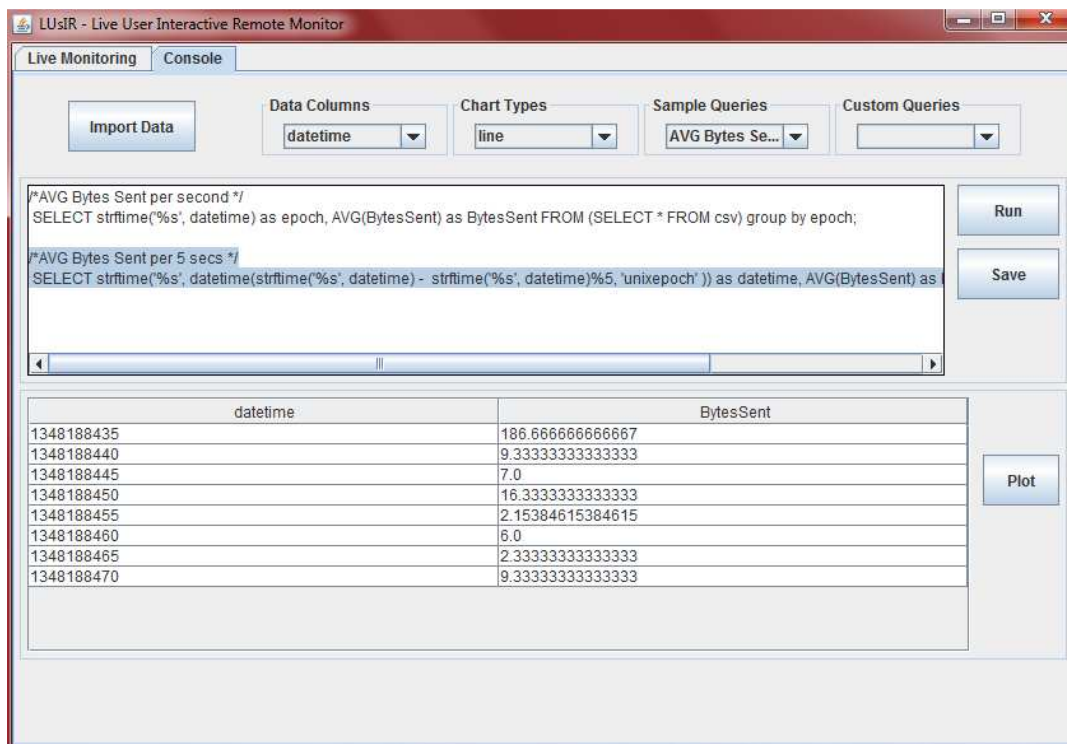 LUsIR - Live User Interactive Remote Monitor
Live Monitoring Console
Import Data
Data Columns Chart Types Sample Queries Custom Queries
datetime line AVG Bytes Se...
/*AVG Bytes Sent per second */
SELECT strftime('%s', datetime) as epoch, AVG(BytesSent) as BytesSent FROM (SELECT * FROM csv) group by epoch;
/*AVG Bytes Sent per 5 secs */
SELECT strftime('%s', datetime(strftime('%s', datetime) - strftime('%s', datetime)%5, 'unixepoch' )) as datetime, AVG(BytesSent) as
Run
Save
datetime BytesSent
1348188435 186.666666666667
1348188440 9.33333333333333
1348188445 7.0
1348188450 16.3333333333333
1348188455 2.15384615384615
1348188460 6.0
1348188465 2.33333333333333
1348188470 9.33333333333333
Plot